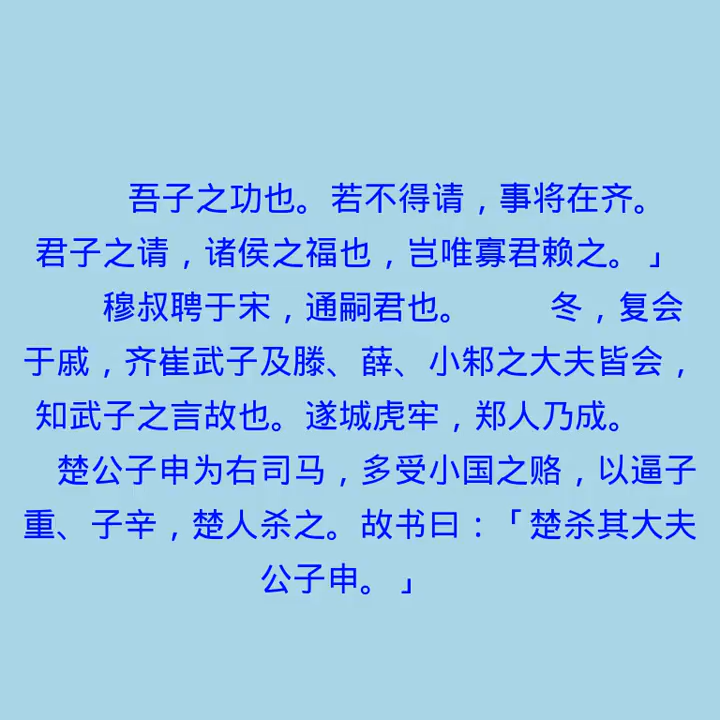 吾子之功也。若不得请，事将在齐。
君子之请，诸侯之福也，岂唯寡君赖之。」
穆叔聘于宋，通嗣君也。 冬，复会
于戚，齐崔武子及滕、薛、小邾之大夫皆会，
知武子之言故也。遂城虎牢，郑人乃成。
楚公子申为右司马，多受小国之赂，以逼子
重、子辛，楚人杀之。故书曰：「楚杀其大夫
公子申。」